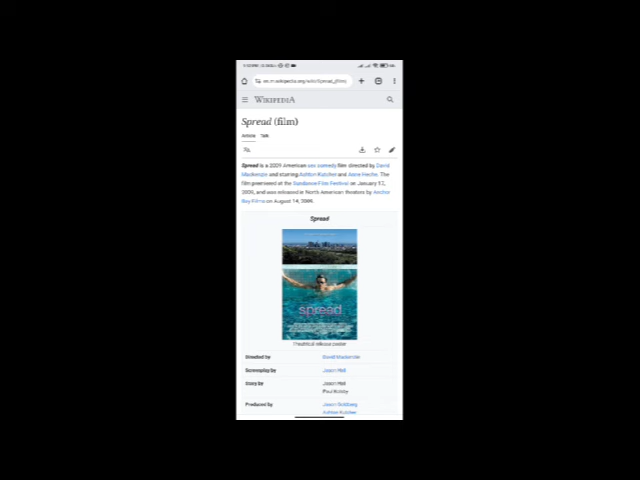 en.m.wikipedia.org/wiki/Spread_(film)
WIKIPEDIA
Spread (film)
Article Talk
Spread is a 2009 American sex comedy film directed by David
Mackenzie and starring Ashton Kutcher and Anne Heche. The
film premiered at the Sundance Film Festival on January 17,
2009, and was released in North American theaters by Anchor
Bay Films on August 14, 2009.
Spread
spread
Theatrical release poster
Directed by David Mackenzie
Screenplay by Jason Hall
Story by Jason Hall
Paul Kolsby
Produced by Jason Goldberg
Ashton Kutcher